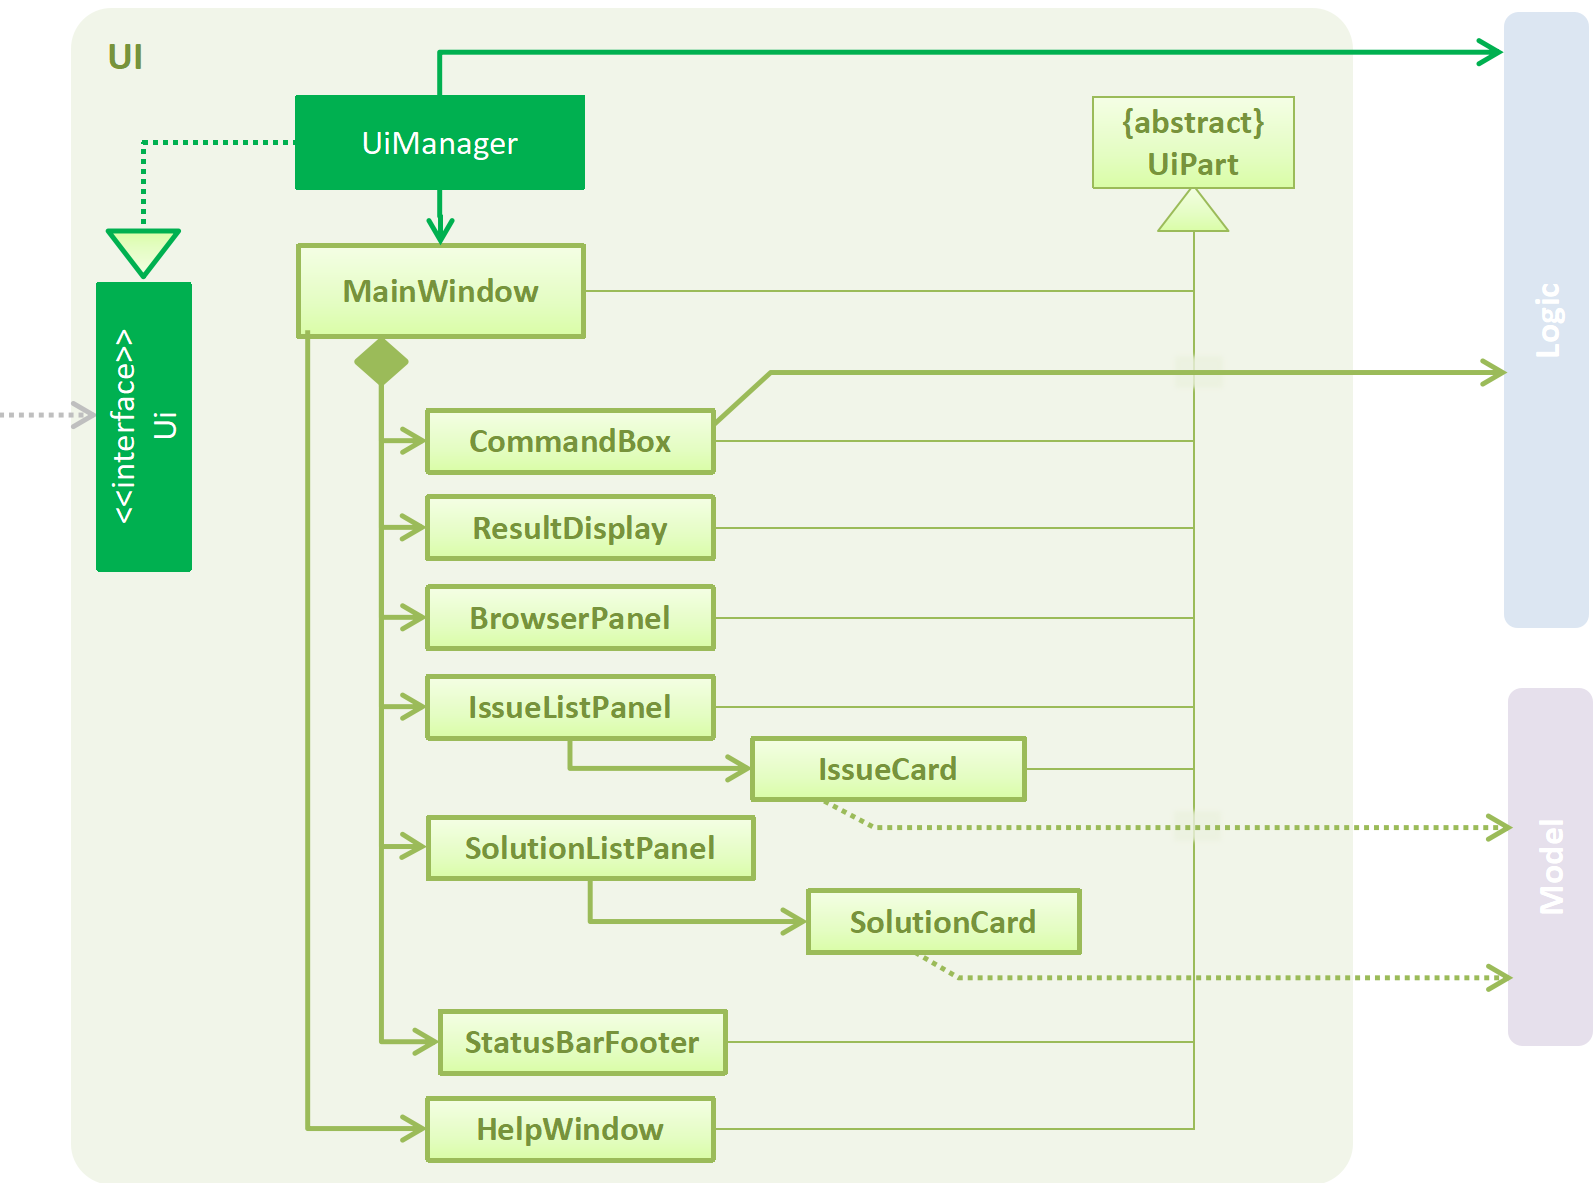 UI
UiManager
{abstract}
UiPart
MainWindow
<<interface>>
Ui
Logic
CommandBox
ResultDisplay
BrowserPanel
IssueListPanel
IssueCard
SolutionListPanel
Model
SolutionCard
StatusBarFooter
HelpWindow